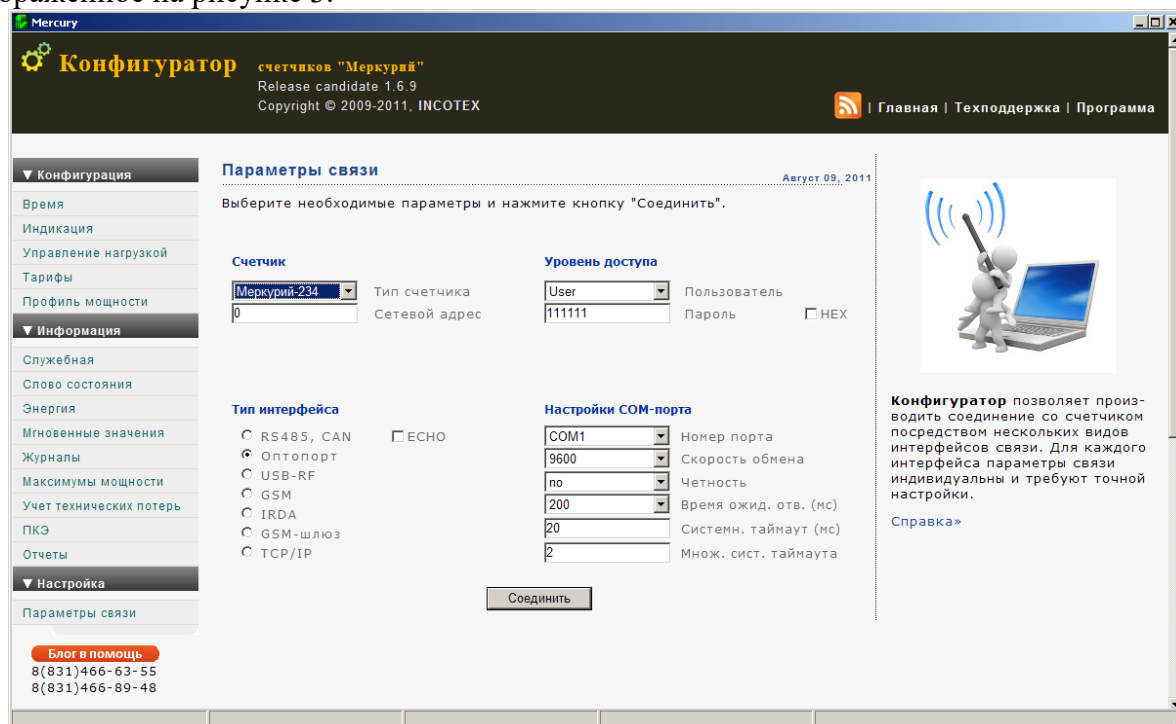 ображенное на рисунке 3.
Mercury
Конфигуратор счетчиков "Меркурий"
Release candidate 1.6.9
Copyright © 2009-2011, INCOTEX
| Главная | Техподдержка | Программа
▼ Конфигурация
Время
Индикация
Управление нагрузкой
Тарифы
Профиль мощности
▼ Информация
Служебная
Слово состояния
Энергия
Мгновенные значения
Журналы
Максимумы мощности
Учет технических потерь
ПКЭ
Отчеты
▼ Настройка
Параметры связи
Блог в помощь
8(831)466-63-55
8(831)466-89-48
Параметры связи
Август 09, 2011
Выберите необходимые параметры и нажмите кнопку "Соединить".
Счетчик
Меркурий-234 Тип счетчика
0 Сетевой адрес
Уровень доступа
User Пользователь
111111 Пароль HEX
Тип интерфейса
RS485, CAN ECHO
Оптопорт
USB-RF
GSM
IRDA
GSM-шлюз
TCP/IP
Настройки COM-порта
COM1 Номер порта
9600 Скорость обмена
no Четность
200 Время ожид. отв. (мс)
20 Системн. таймаут (мс)
2 Множ. сист. таймаута
Соединить
Конфигуратор позволяет произ-
водить соединение со счетчиком
посредством нескольких видов
интерфейсов связи. Для каждого
интерфейса параметры связи
индивидуальны и требуют точной
настройки.
Справка»